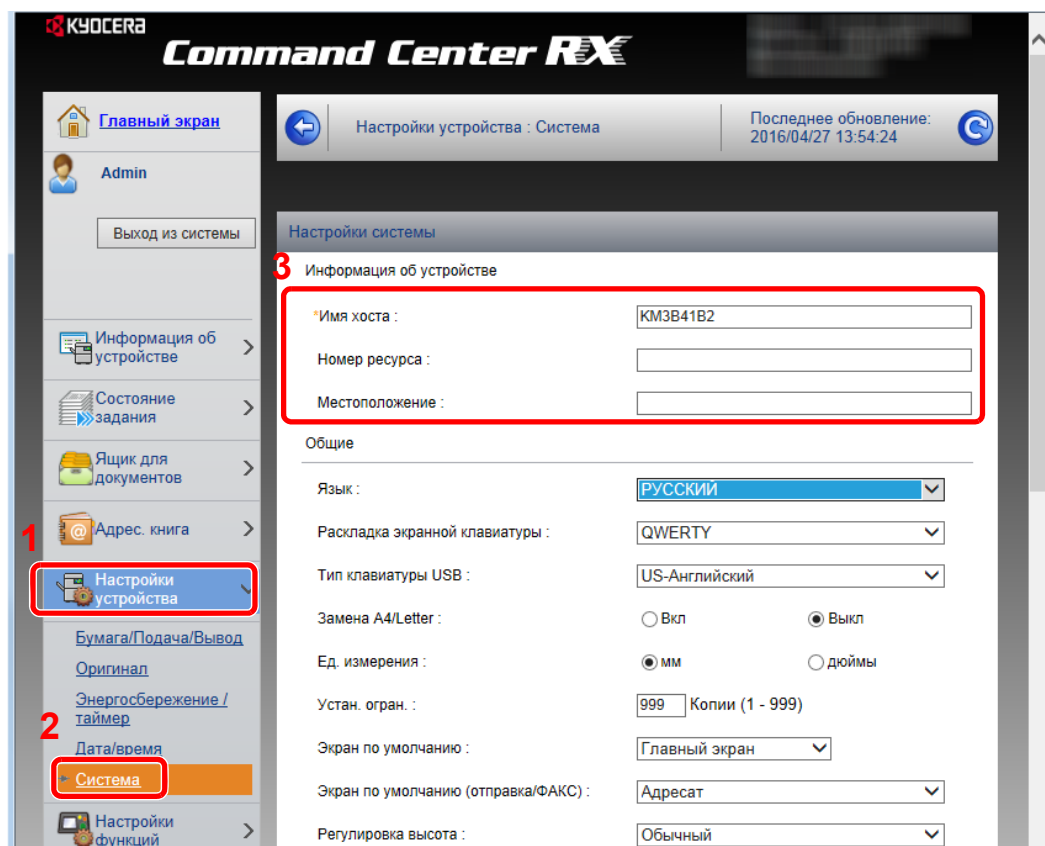 KYOCERA
Command Center RX
Главный экран
Admin
Выход из системы
Информация об
устройстве
Состояние
задания
Ящик для
документов
1
Адрес. книга
Настройки
устройства
Бумага/Подача/Вывод
Оригинал
Энергосбережение /
таймер
2
Дата/время
Система
Настройки
функций
Настройки устройства : Система
Последнее обновление:
2016/04/27 13:54:24
Настройки системы
3
Информация об устройстве
*Имя хоста : KM3B41B2
Номер ресурса :
Местоположение :
Общие
Язык : РУССКИЙ
Раскладка экранной клавиатуры : QWERTY
Тип клавиатуры USB : US-Английский
Замена A4/Letter : Вкл Выкл
Ед. измерения : мм дюймы
Устан. огран. : 999 Копии (1 - 999)
Экран по умолчанию : Главный экран
Экран по умолчанию (отправка/ФАКС) : Адресат
Регулировка высота : Обычный